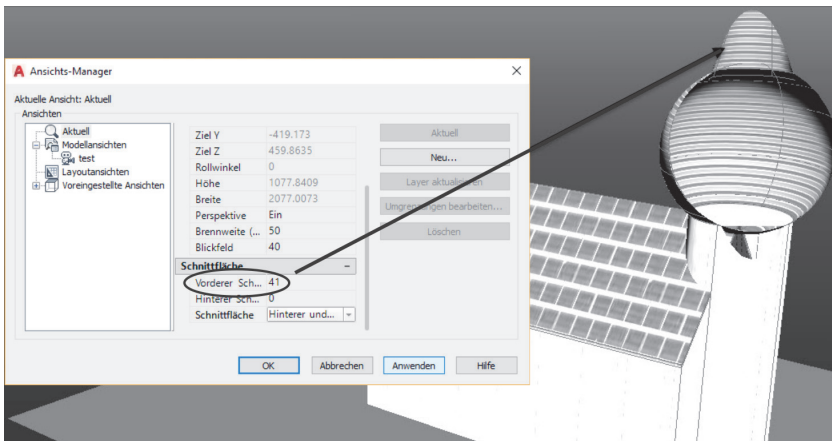 Ansichts-Manager
Aktuelle Ansicht: Aktuell
Ansichten
Aktuell
Modellansichten
test
Layoutansichten
Voreingestellte Ansichten
Ziel Y -419.173
Ziel Z 459.8635
Rollwinkel 0
Höhe 1077.8409
Breite 2077.0073
Perspektive Ein
Brennweite (... 50
Blickfeld 40
Schnittfläche
Vorderer Sch... 41
Hinterer Sch... 0
Schnittfläche Hinterer und...
Aktuell
Neu...
Layer aktualisieren
Umgrenzungen bearbeiten...
Löschen
OK Abbrechen Anwenden Hilfe